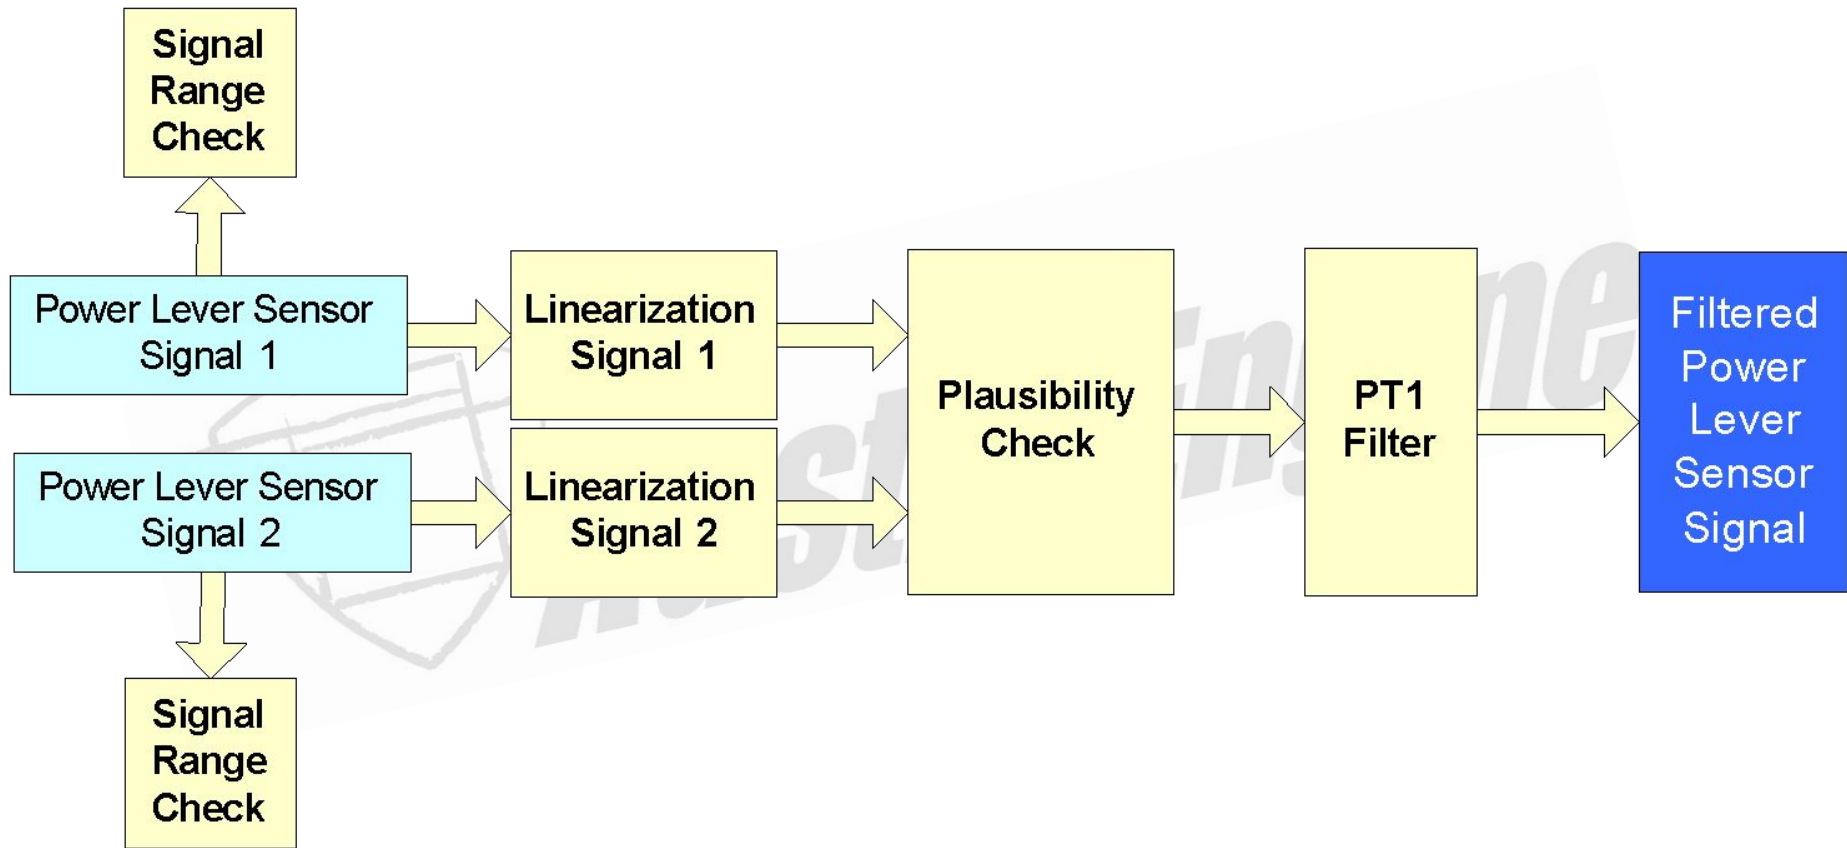 Signal
Range
Check
Power Lever Sensor
Signal 1
Linearization
Signal 1
Power Lever Sensor
Signal 2
Linearization
Signal 2
Plausibility
Check
PT1
Filter
Filtered
Power
Lever
Sensor
Signal
Signal
Range
Check